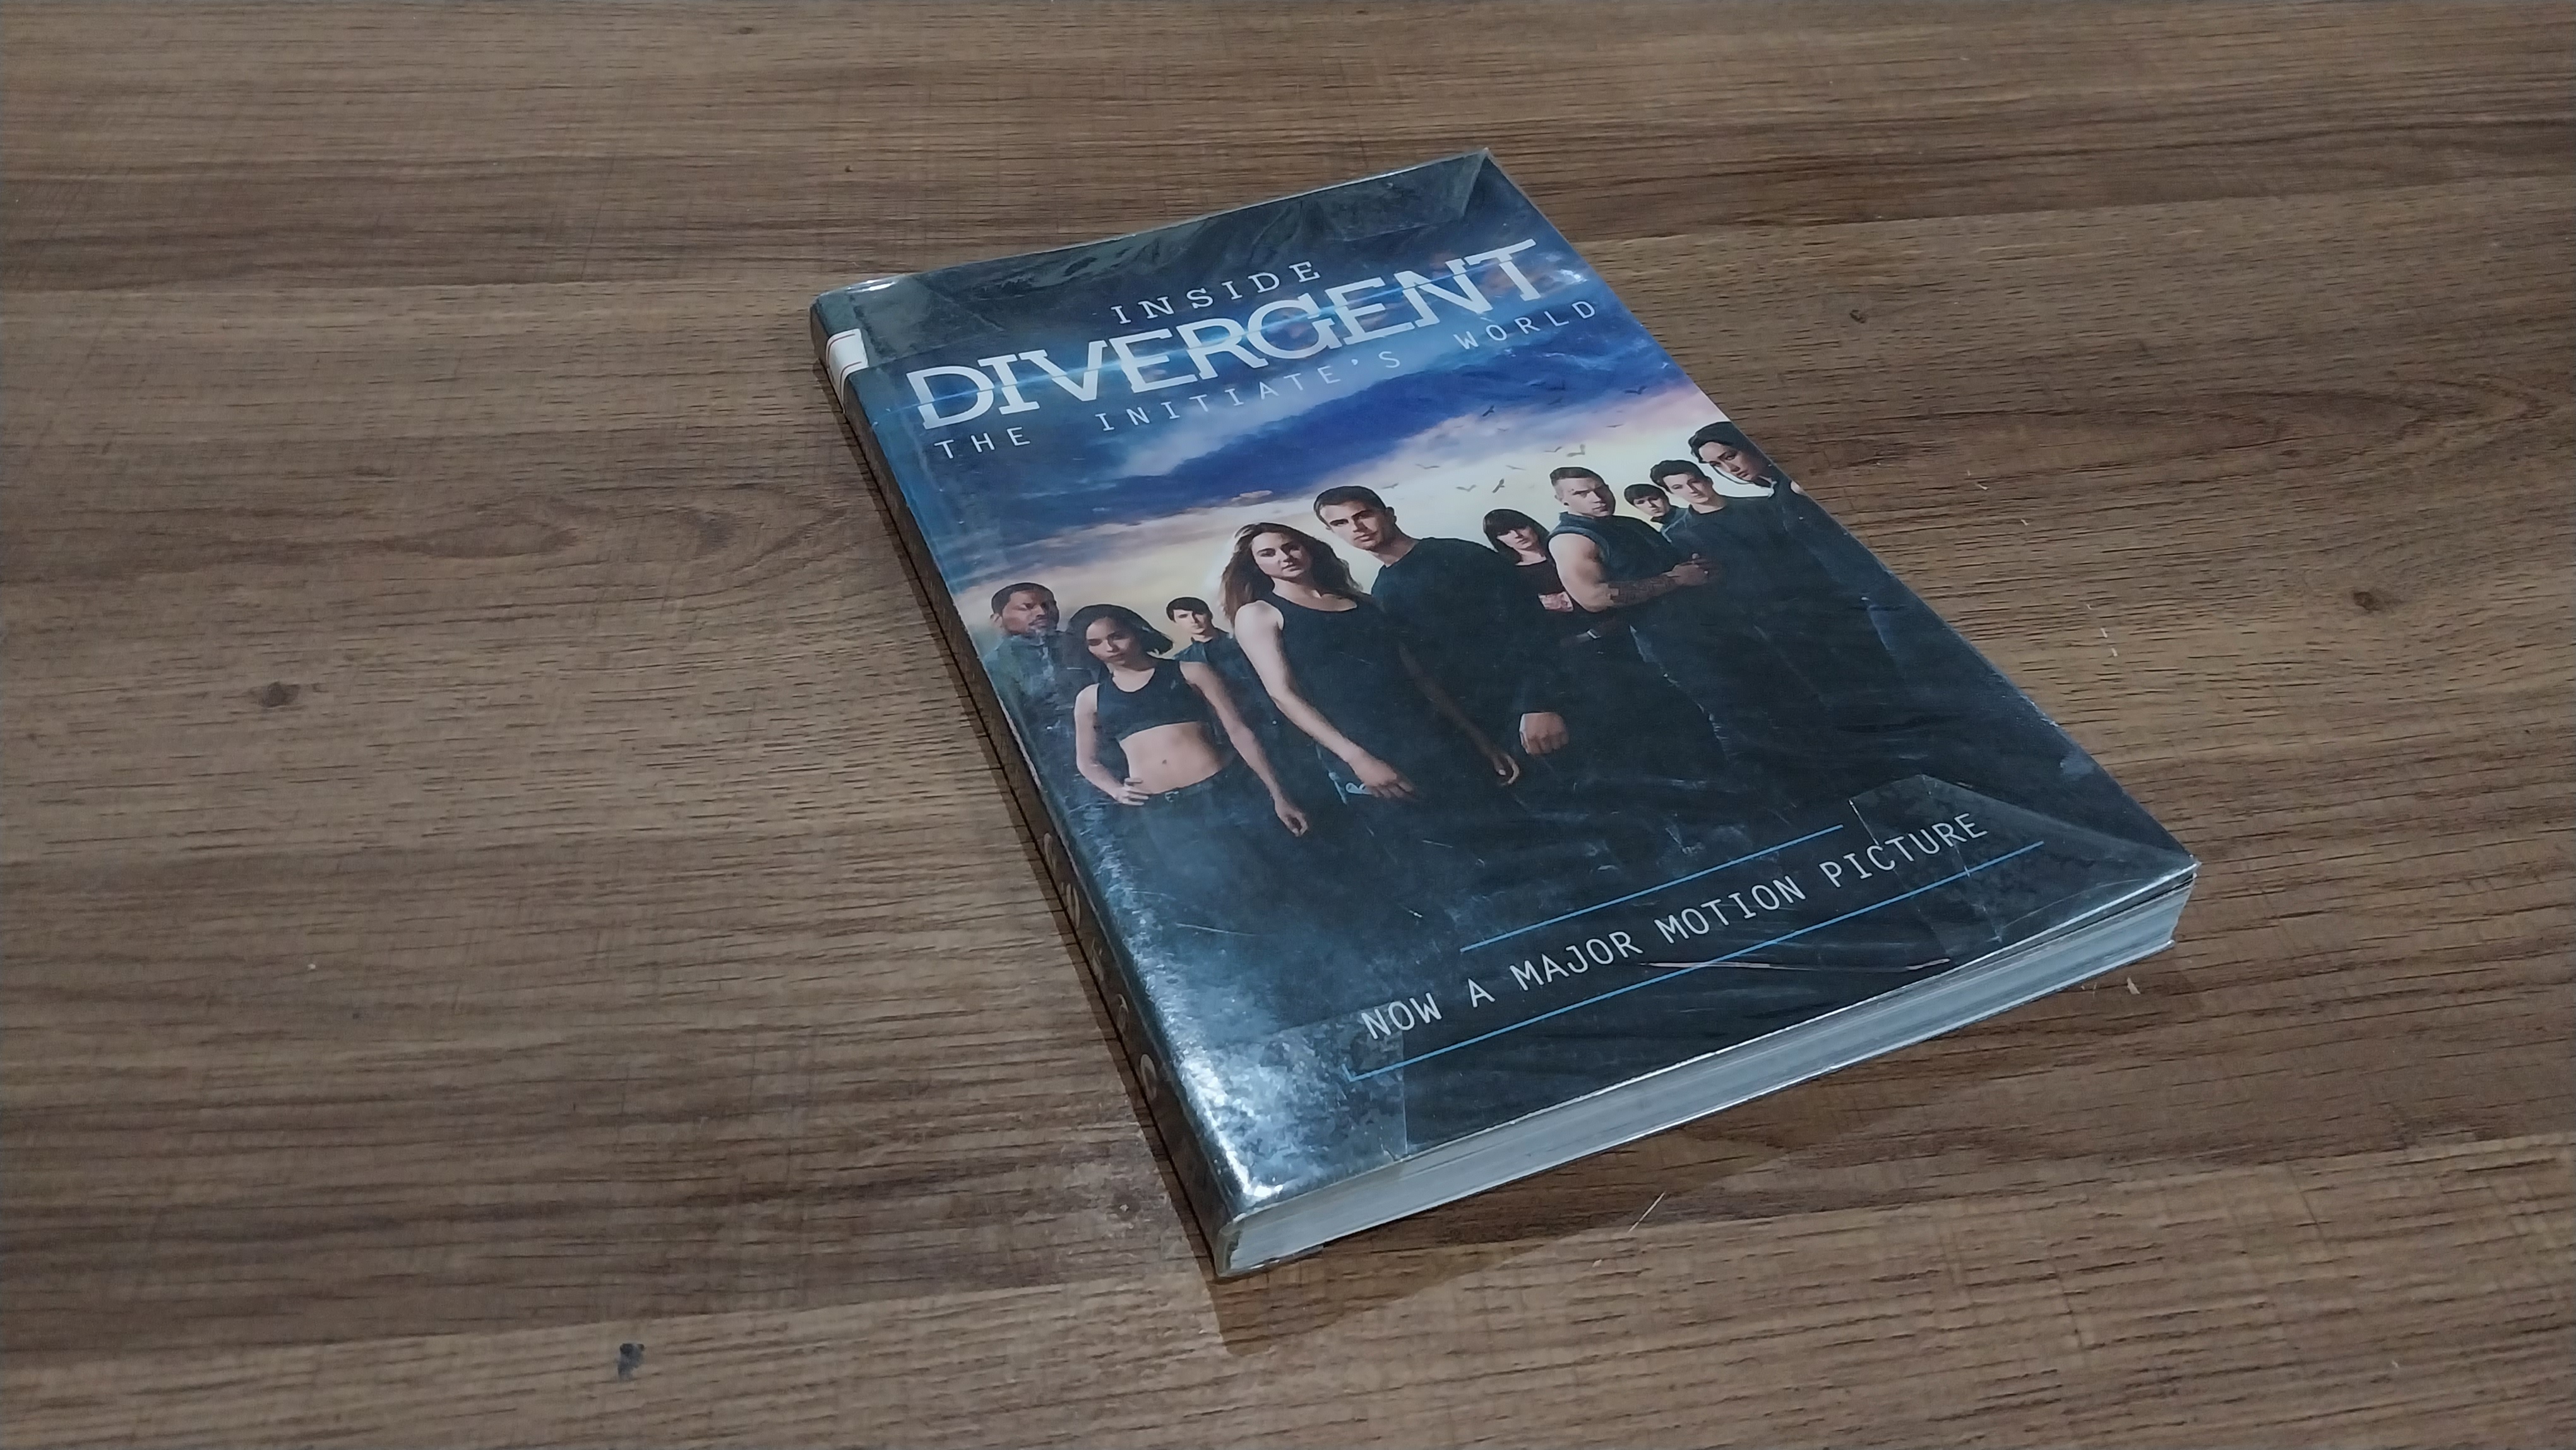 INSIDE
DIVERGENT
THE INITIATE'S WORLD
NOW A MAJOR MOTION PICTURE